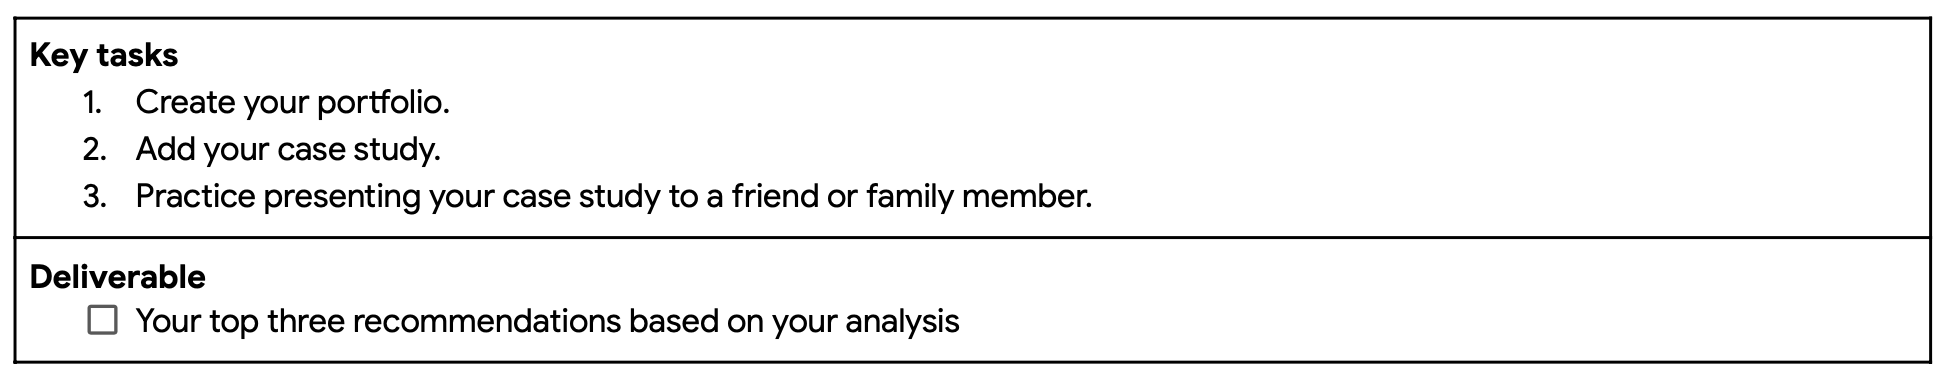 Key tasks
1. Create your portfolio.
2. Add your case study.
3. Practice presenting your case study to a friend or family member.
Deliverable
Your top three recommendations based on your analysis